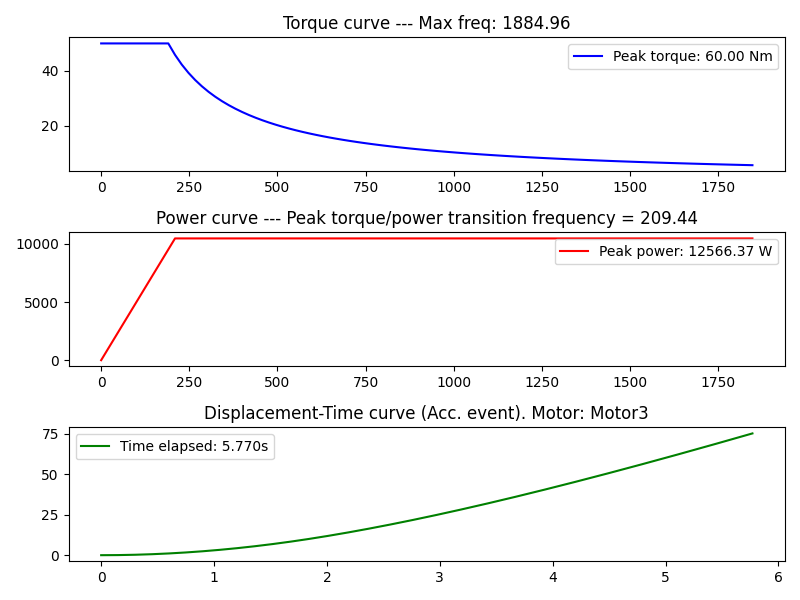 Torque curve --- Max freq: 1884.96
Peak torque: 60.00 Nm
40
20
0 250 500 750 1000 1250 1500 1750
Power curve --- Peak torque/power transition frequency = 209.44
Peak power: 12566.37 W
10000
5000
0
0 250 500 750 1000 1250 1500 1750
Displacement-Time curve (Acc. event). Motor: Motor3
Time elapsed: 5.770s
75
50
25
0
0 1 2 3 4 5 6